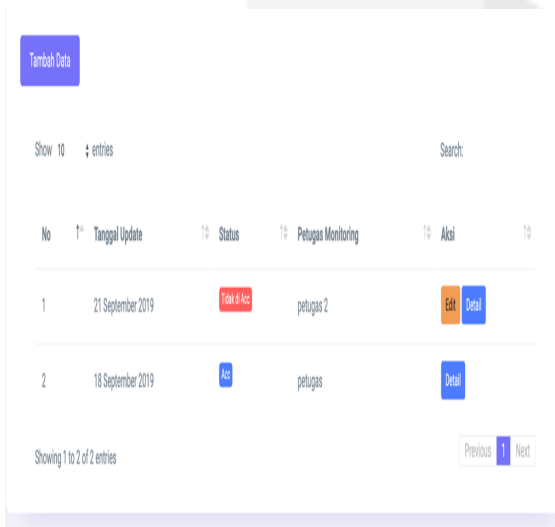 Tambah Data
Show 10 entries Search:
No Tanggal Update Status Petugas Monitoring Aksi
1 21 September 2019 Tidak di Acc petugas 2 Edit Detail
2 18 September 2019 Acc petugas Detail
Showing 1 to 2 of 2 entries Previous 1 Next